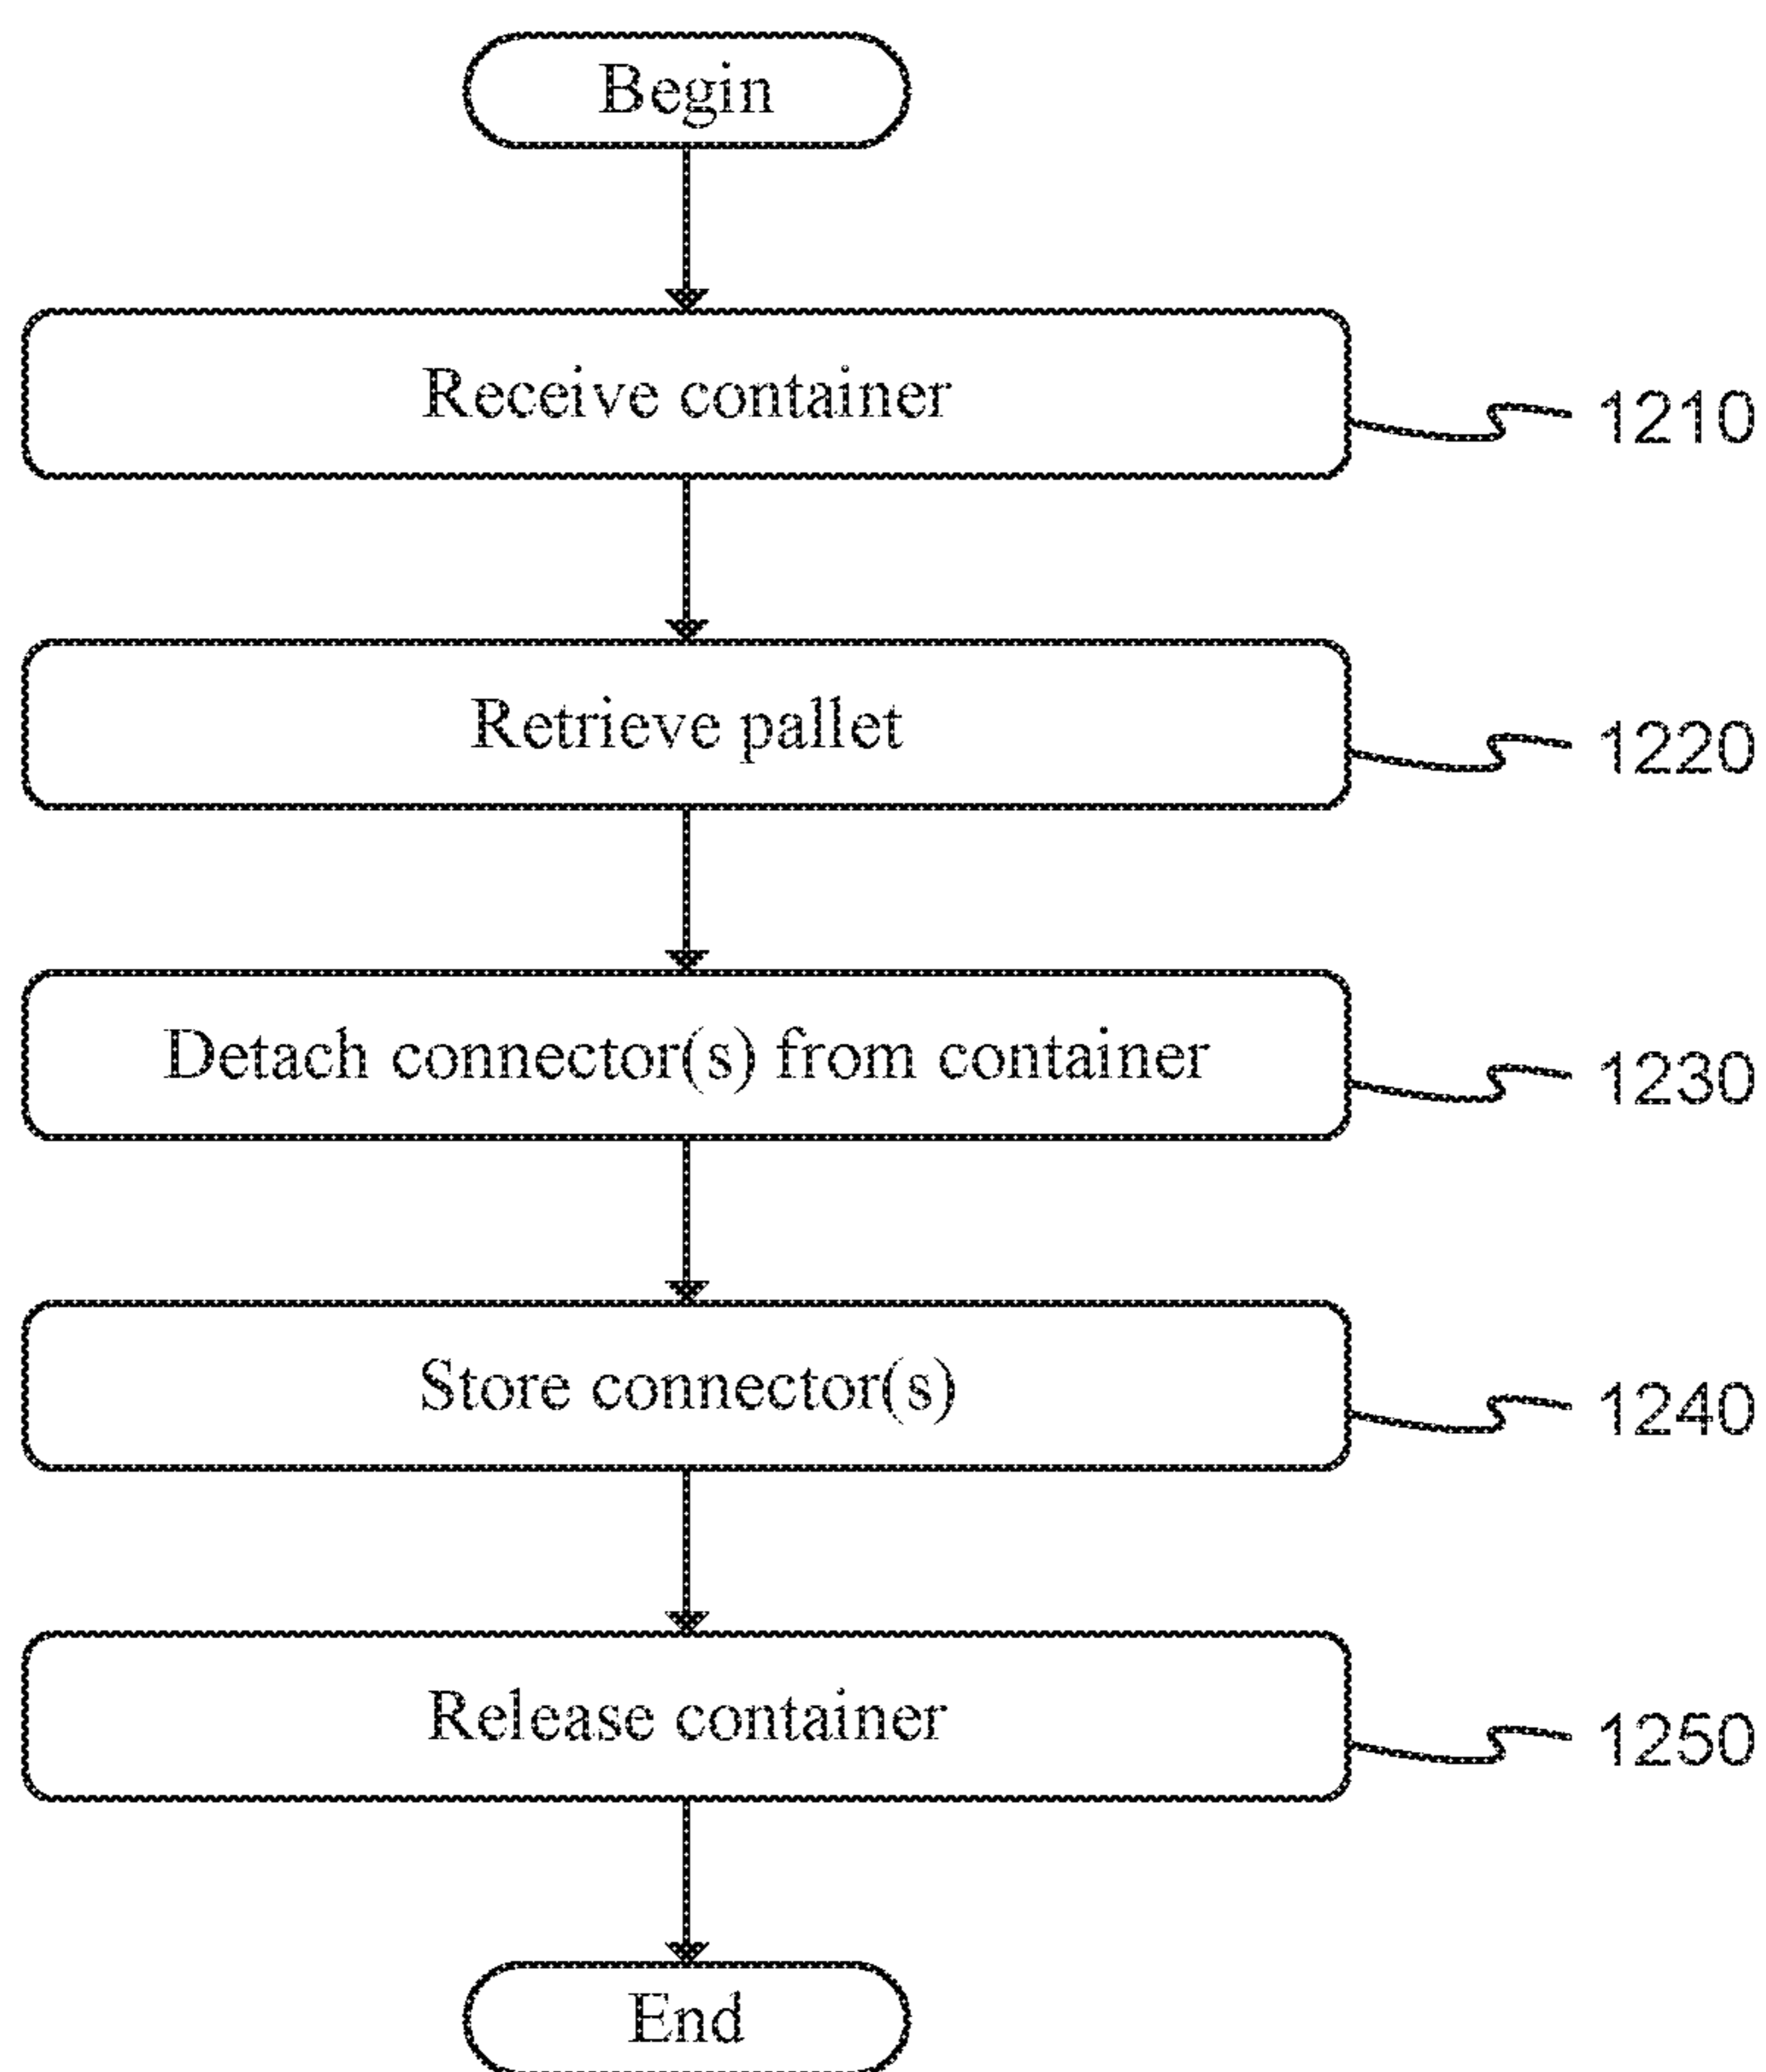 Begin
Receive container
1210
Retrieve pallet
1220
Detach connector(s) from container
1230
Store connector(s)
1240
Release container
1250
End